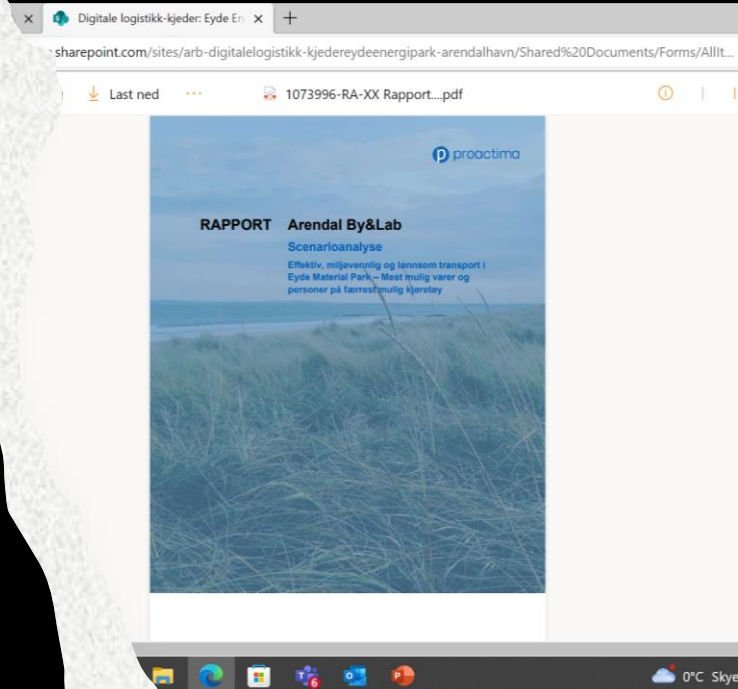 Digitale logistikk-kjeder: Eyde En
sharepoint.com/sites/arb-digitalelogistikk-kjedereydeenergipark-arendalhavn/Shared%20Documents/Forms/AllIt...
Last ned ... 1073996-RA-XX Rapport....pdf
proactima
RAPPORT Arendal By&Lab
Scenarioanalyse
Effektiv, miljøvennlig og lønnsom transport i
Eyde Material Park – Mest mulig varer og
personer på færrest mulig kjøretøy
6
0°C Skye